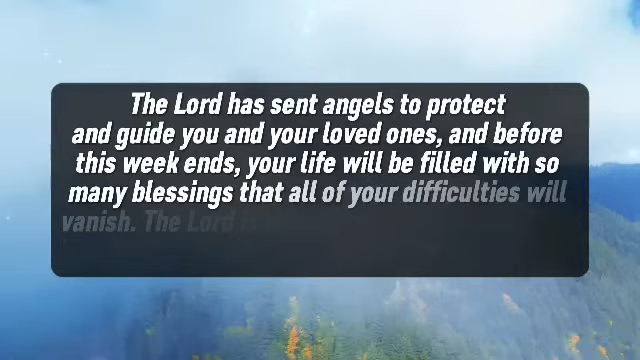 The Lord has sent angels to protect
and guide you and your loved ones, and before
this week ends, your life will be filled with so
many blessings that all of your difficulties will
vanish. The Lord is